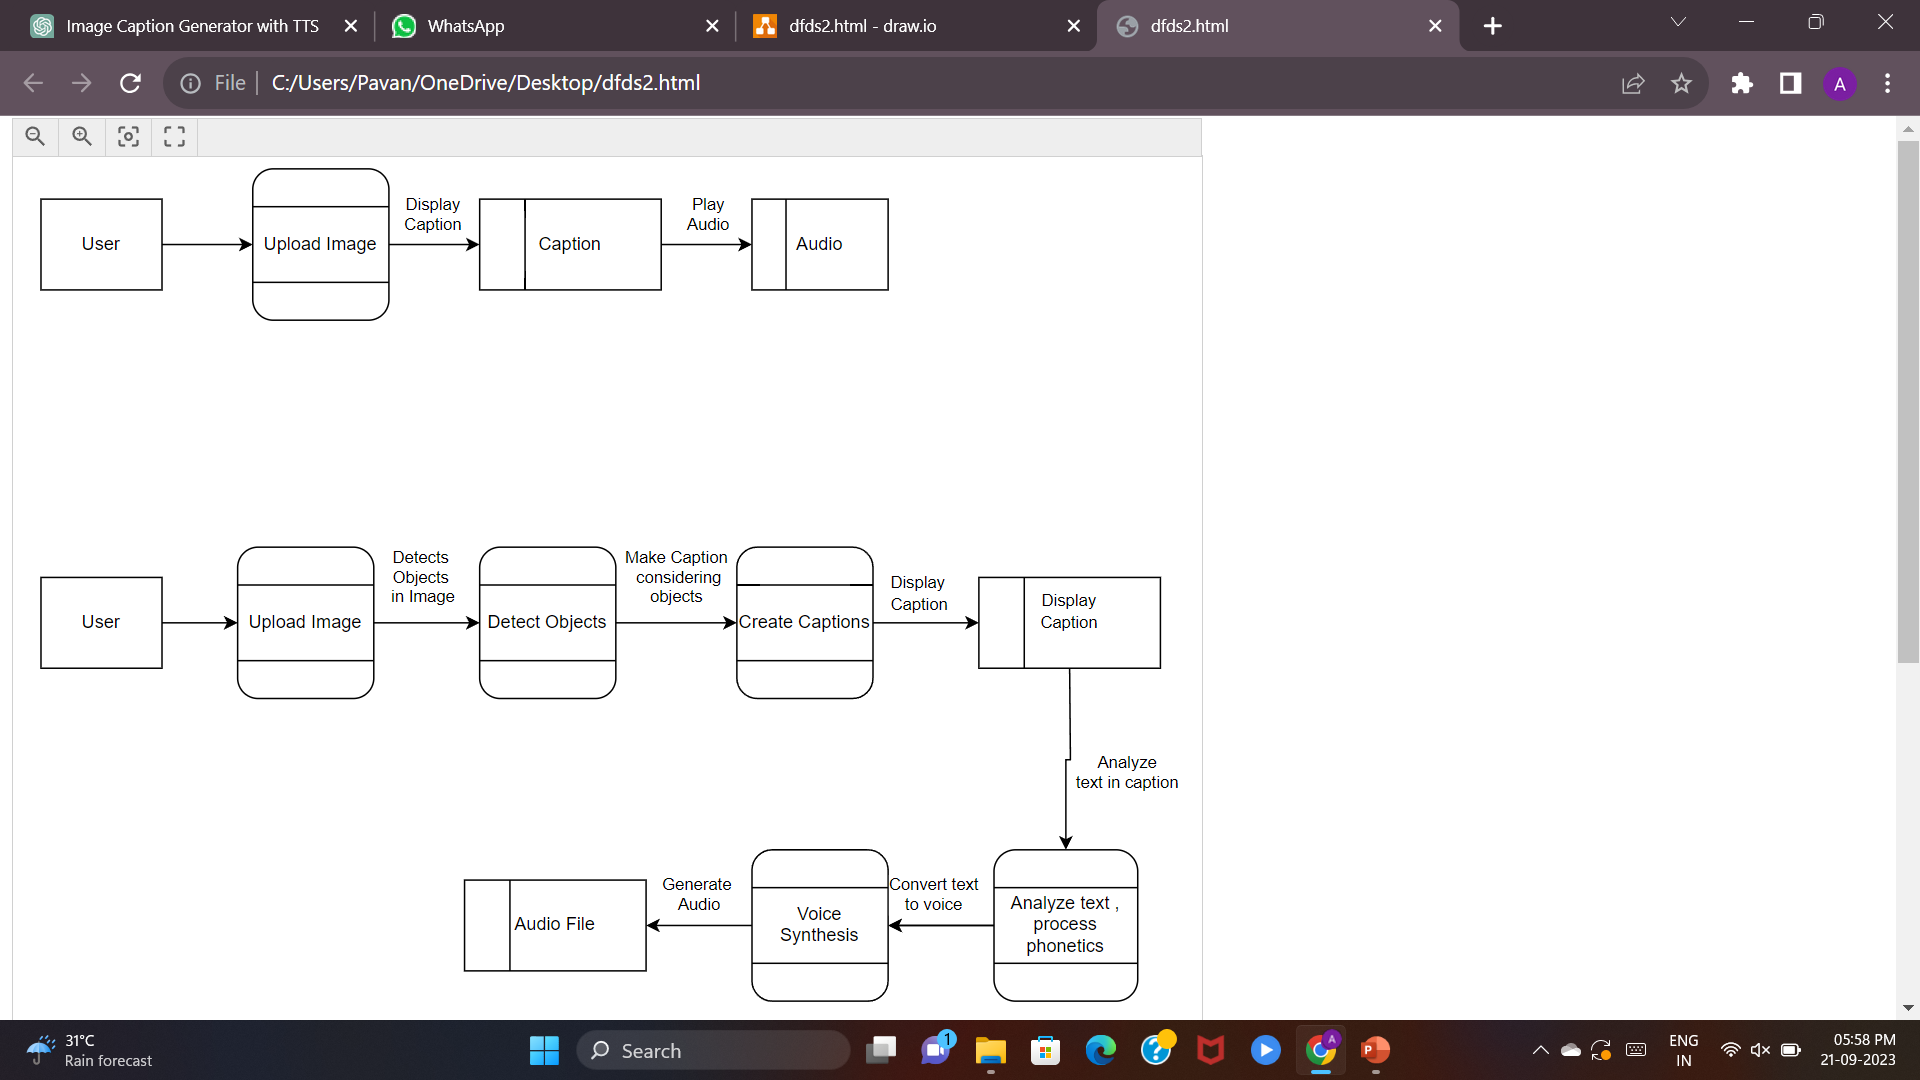 Image Caption Generator with TTS
WhatsApp
dfds2.html - draw.io
dfds2.html
File
C:/Users/Pavan/OneDrive/Desktop/dfds2.html
A
User
Upload Image
Display
Caption
Caption
Play
Audio
Audio
User
Upload Image
Detects
Objects
in Image
Detect Objects
Make Caption
considering
objects
Create Captions
Display
Caption
Display
Caption
Analyze
text in caption
Analyze text ,
process
phonetics
Convert text
to voice
Voice
Synthesis
Generate
Audio
Audio File
31°C
Rain forecast
Search
1
A
P
ENG
IN
05:58 PM
21-09-2023